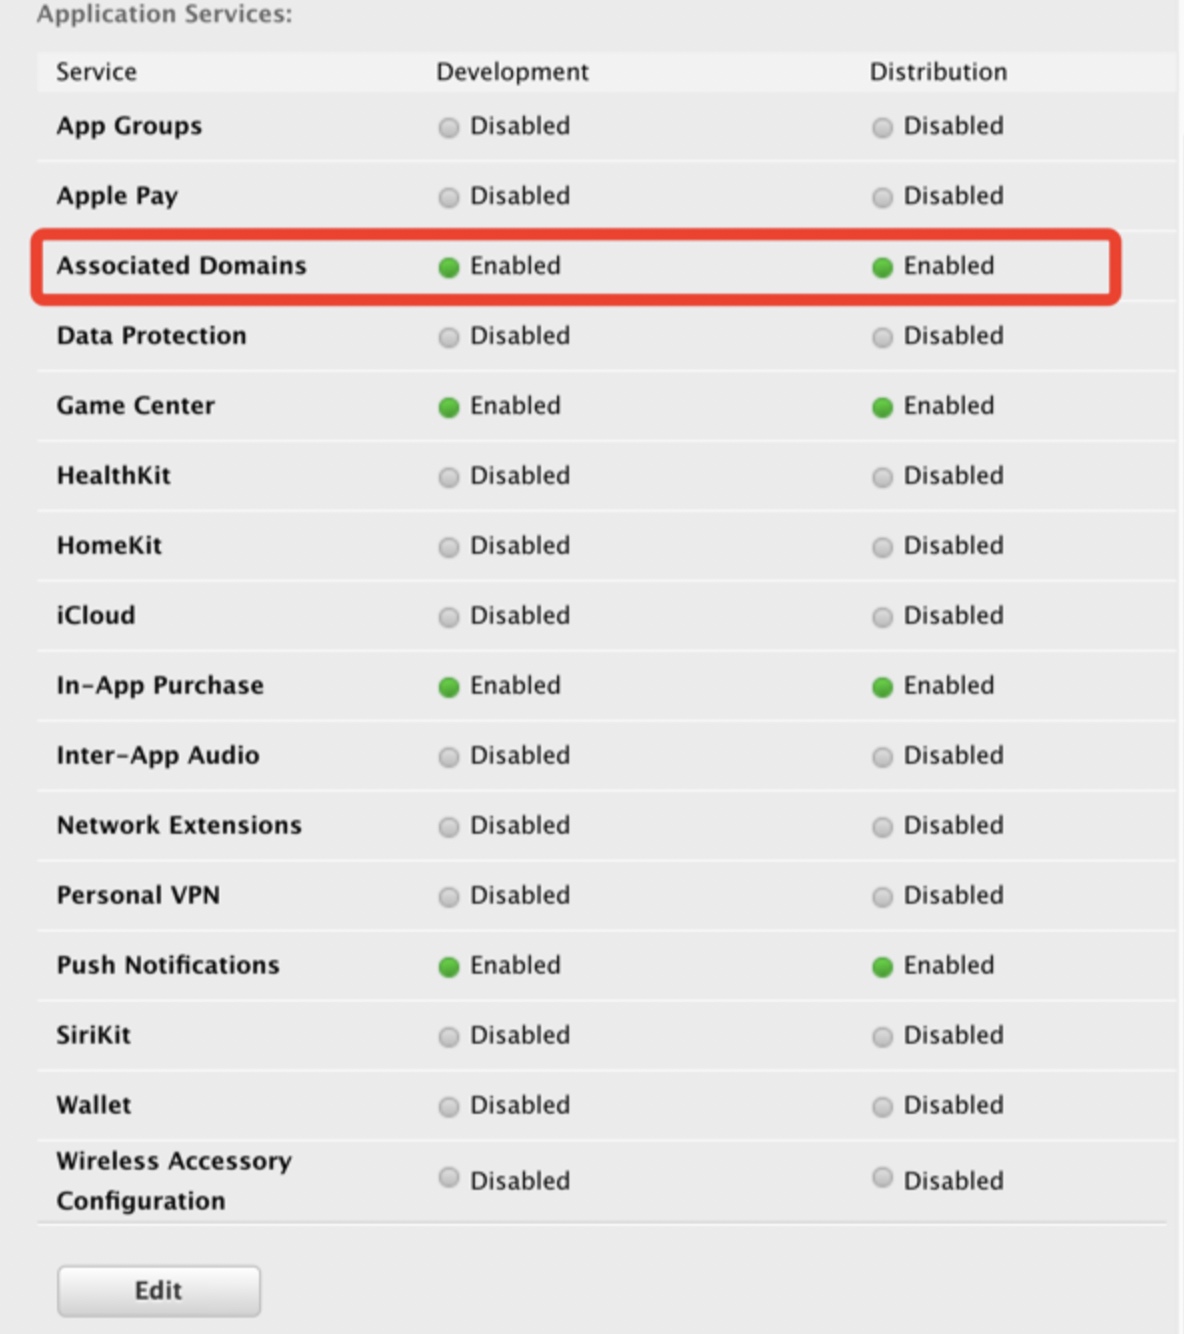 Application Services:
Service Development Distribution
App Groups Disabled Disabled
Apple Pay Disabled Disabled
Associated Domains Enabled Enabled
Data Protection Disabled Disabled
Game Center Enabled Enabled
HealthKit Disabled Disabled
HomeKit Disabled Disabled
iCloud Disabled Disabled
In-App Purchase Enabled Enabled
Inter-App Audio Disabled Disabled
Network Extensions Disabled Disabled
Personal VPN Disabled Disabled
Push Notifications Enabled Enabled
SiriKit Disabled Disabled
Wallet Disabled Disabled
Wireless Accessory
Configuration Disabled Disabled
Edit